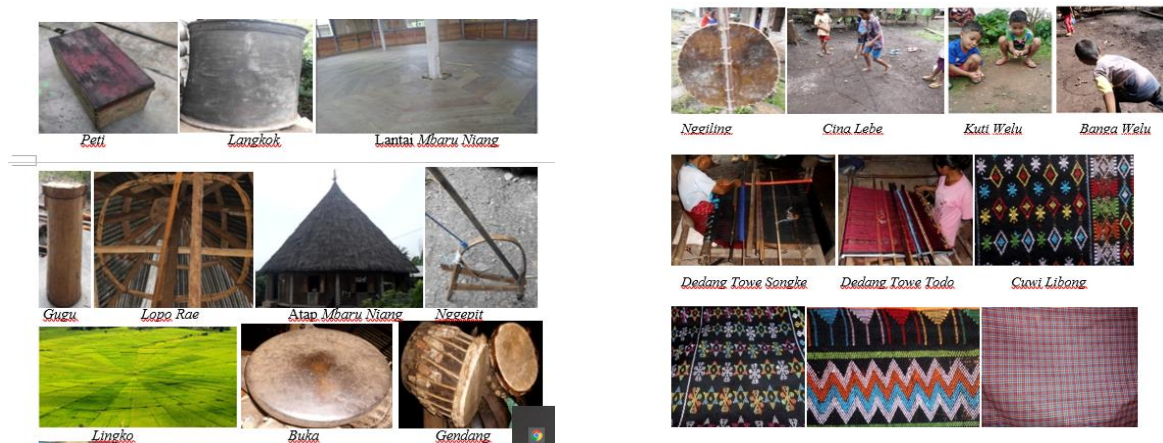 Peti Langkok Lantai Mbaru Niang
Gugu Lopo Rae Atap Mbaru Niang Nggepit
Lingko Buka Gendang
Nggiling Cina Lebe Kuti Welu Banga Welu
Dedang Towe Songke Dedang Towe Todo Cuwi Libong